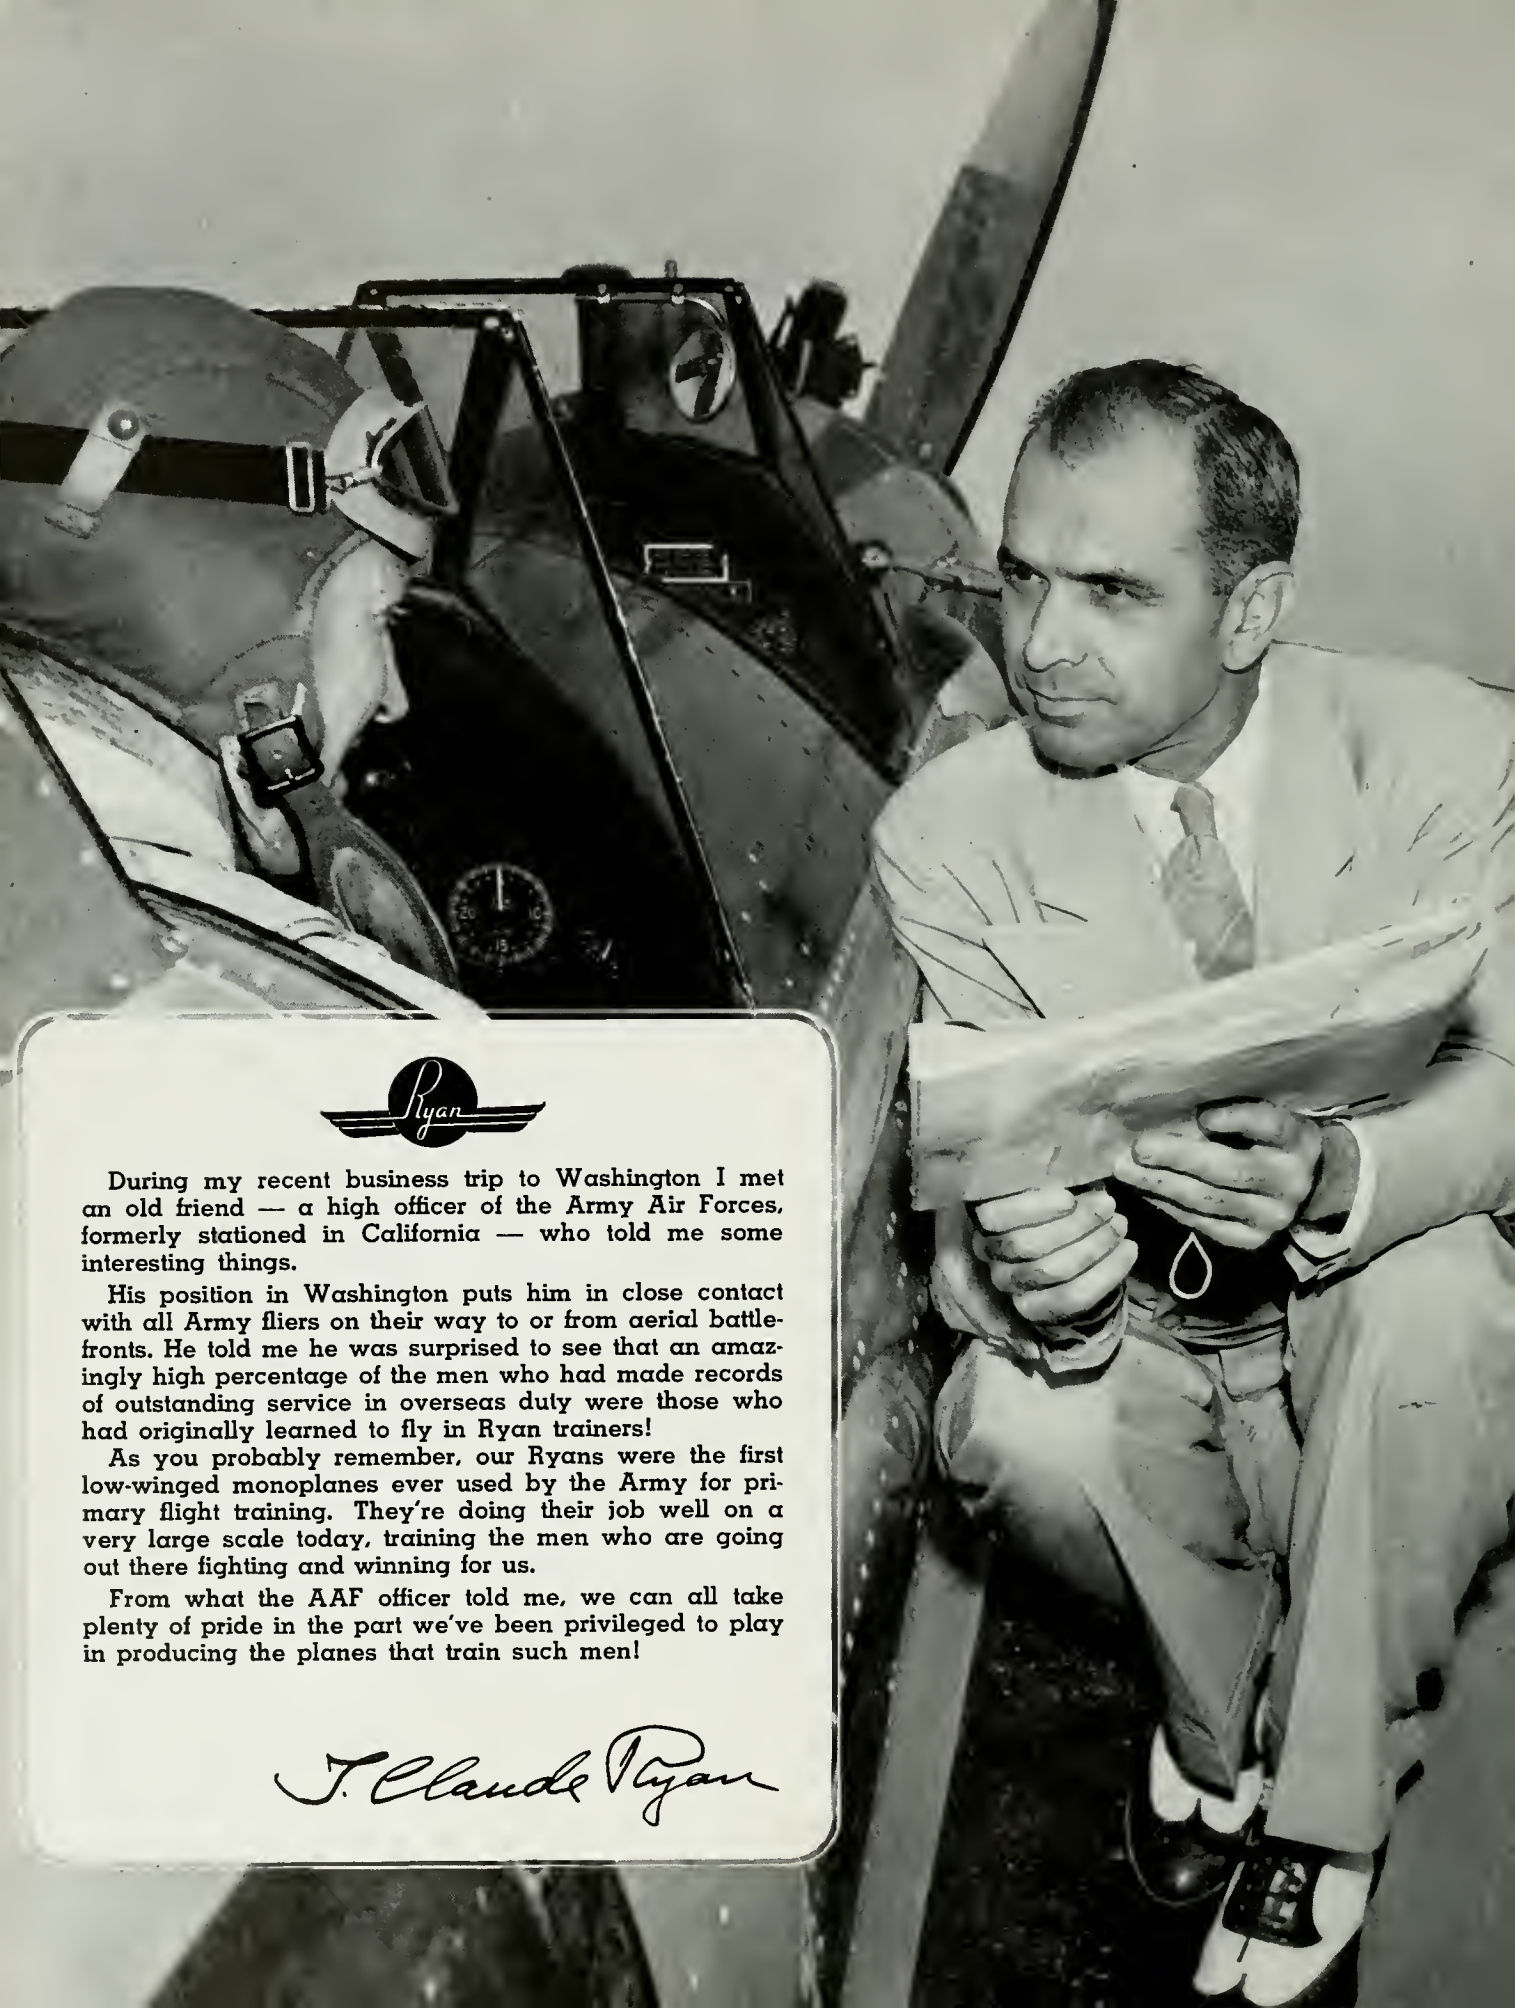 Ryan
During my recent business trip to Washington I met
an old friend — a high officer of the Army Air Forces,
formerly stationed in California — who told me some
interesting things.
His position in Washington puts him in close contact
with all Army fliers on their way to or from aerial battle-
fronts. He told me he was surprised to see that an amaz-
ingly high percentage of the men who had made records
of outstanding service in overseas duty were those who
had originally learned to fly in Ryan trainers!
As you probably remember, our Ryans were the first
low-winged monoplanes ever used by the Army for pri-
mary flight training. They're doing their job well on a
very large scale today, training the men who are going
out there fighting and winning for us.
From what the AAF officer told me, we can all take
plenty of pride in the part we've been privileged to play
in producing the planes that train such men!
T. Claude Ryan